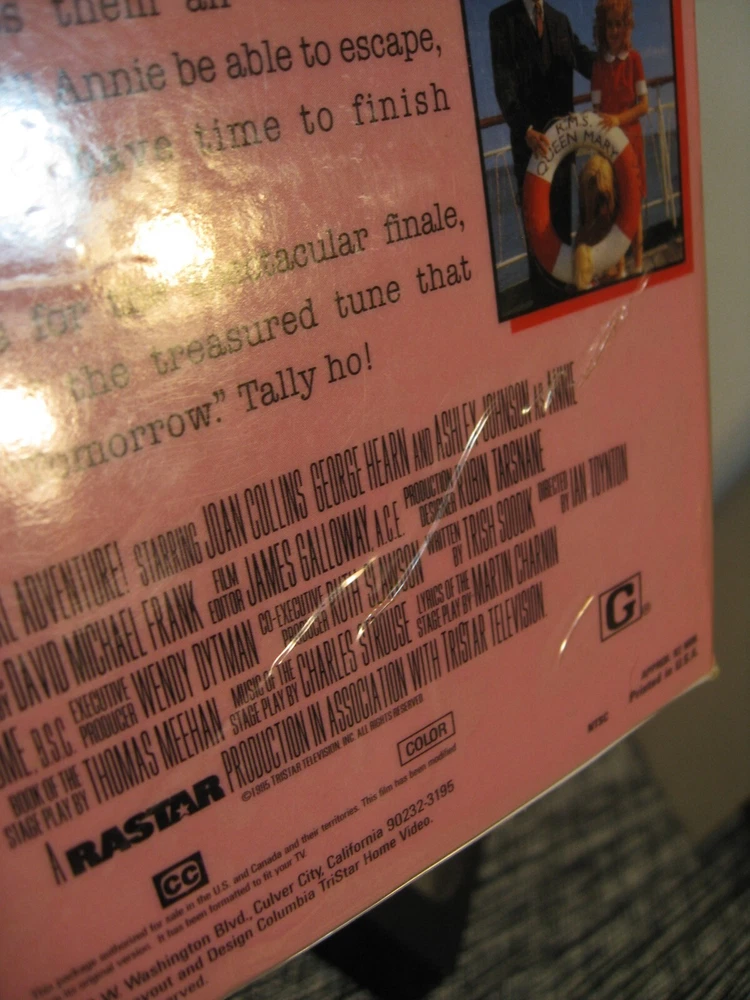 them an
Annie be able to escape,
have time to finish
for the spectacular finale,
the treasured tune that
"Tomorrow." Tally ho!
R.M.S.
QUEEN MARY
ADVENTURE! STARRING JOAN COLLINS GEORGE HEARN AND ASHLEY JOHNSON AS ANNIE
DAVID MICHAEL FRANK FILM EDITOR JAMES GALLOWAY A.C.E. PRODUCTION DESIGNER ROBIN TARSNANE
B.S.C. EXECUTIVE PRODUCER WENDY DYTMAN CO-EXECUTIVE PRODUCER RUTH SLAWSON WRITTEN BY TRISH SOODIK DIRECTED BY IAN TOYNTON
BOOK OF THE STAGE PLAY BY THOMAS MEEHAN MUSIC OF THE STAGE PLAY BY CHARLES STROUSE LYRICS OF THE STAGE PLAY BY MARTIN CHARNIN
A RASTAR PRODUCTION IN ASSOCIATION WITH TRISTAR TELEVISION
©1995 TRISTAR TELEVISION, INC. ALL RIGHTS RESERVED.
G®
COLOR
NTSC
Printed in U.S.A.
CC
This package authorized for sale in the U.S. and Canada and their territories. This film has been modified
original version. It has been formatted to fit your TV.
W. Washington Blvd., Culver City, California 90232-3195
and Design Columbia TriStar Home Video.